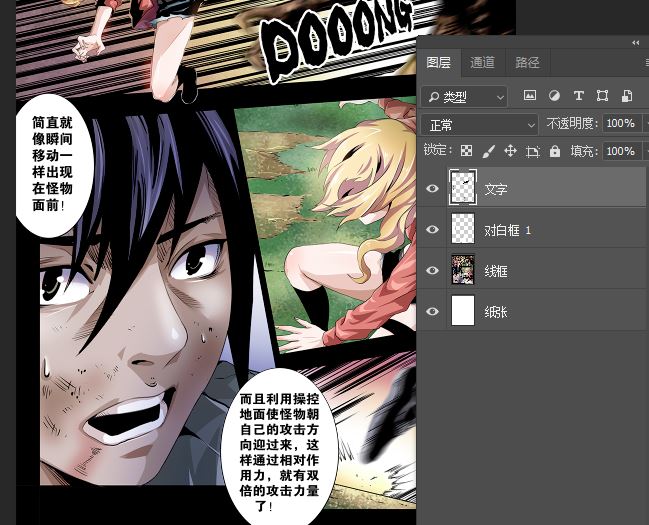 DOOONG
图层 通道 路径
类型
正常 不透明度: 100%
锁定: 填充: 100%
文字
对白框 1
线框
纸张
简直就
像瞬间
移动一
样出现
在怪物
面前！
而且利用操控
地面使怪物朝
自己的攻击方
向迎过来，这
样通过相对作
用力，就有双
倍的攻击力量
了！